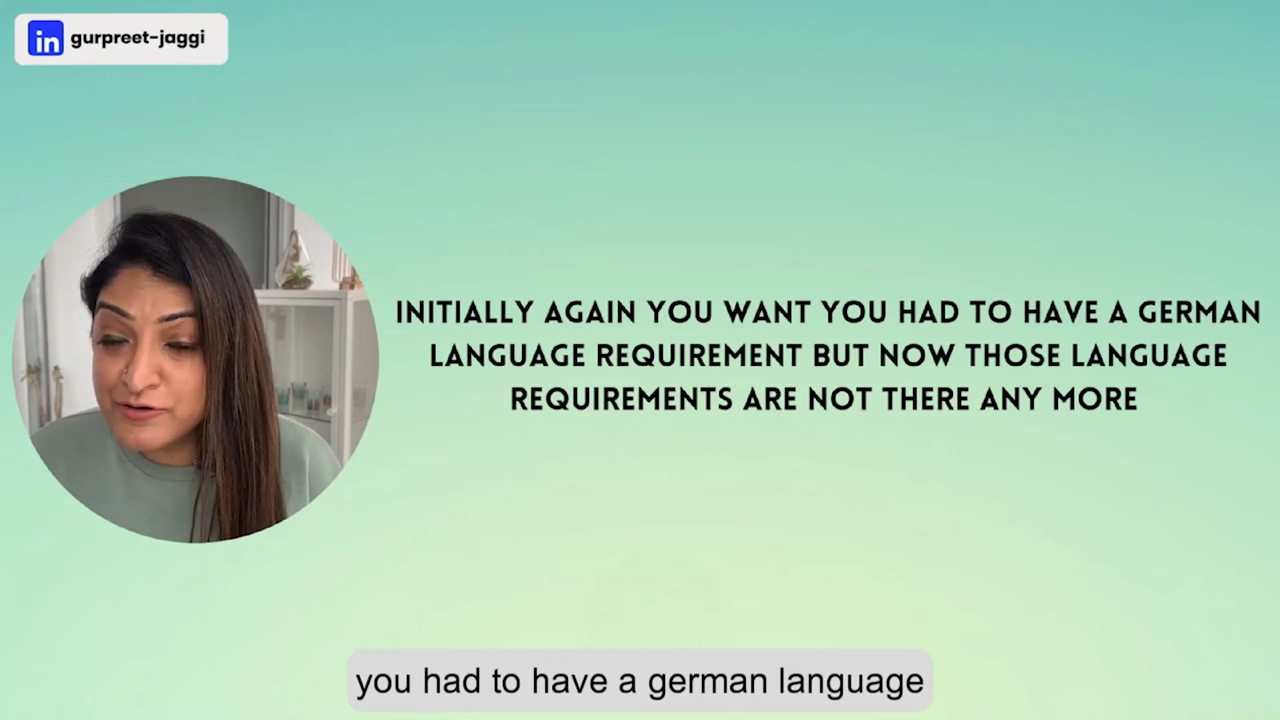 in gurpreet-jaggi
INITIALLY AGAIN YOU WANT YOU HAD TO HAVE A GERMAN
LANGUAGE REQUIREMENT BUT NOW THOSE LANGUAGE
REQUIREMENTS ARE NOT THERE ANY MORE
you had to have a german language